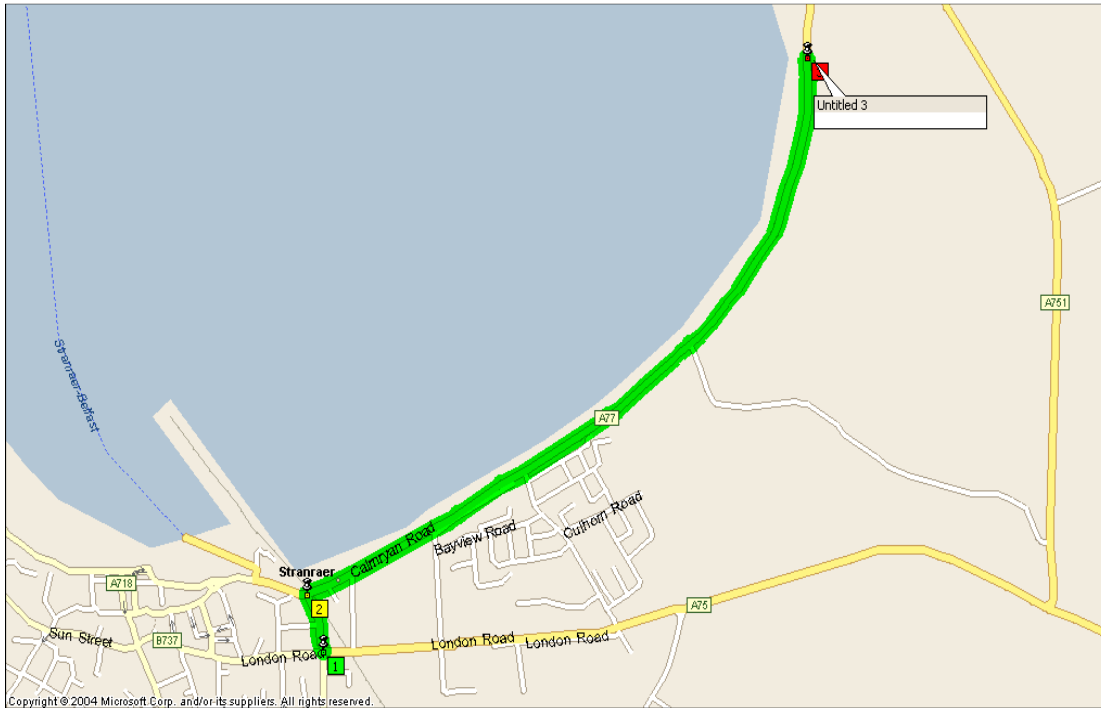 Untitled 3
A751
Stranraer-Belfast
A77
Culhorn Road
Bayview Road
Cairnryan Road
Stranraer
A718
2
A75
Sun Street
B737
London Road
London Road
London Road
1
Copyright © 2004 Microsoft Corp. and/or its suppliers. All rights reserved.